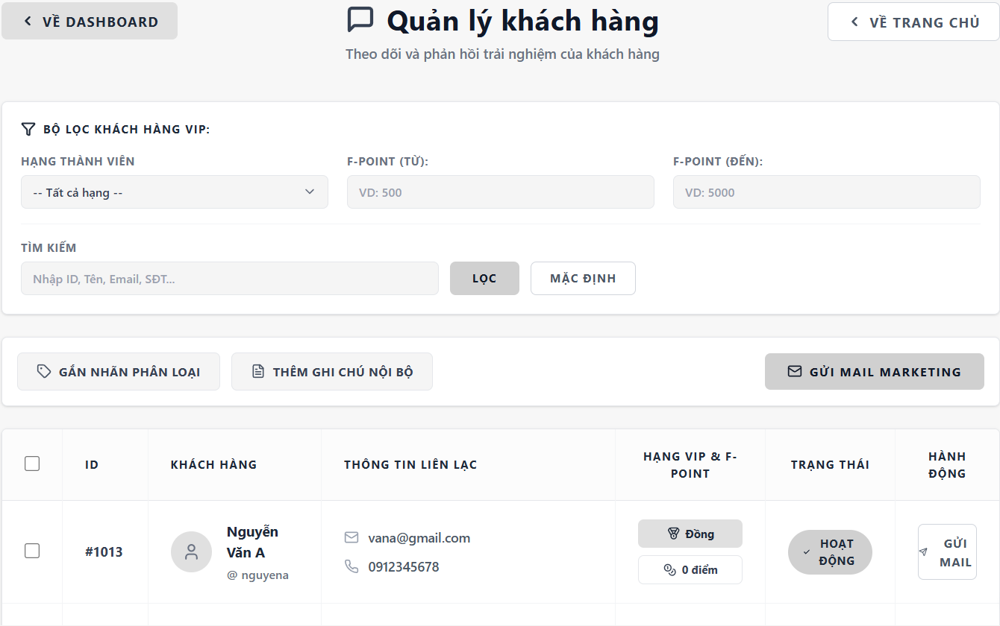 VỀ DASHBOARD
Quản lý khách hàng
VỀ TRANG CHỦ
Theo dõi và phản hồi trải nghiệm của khách hàng
BỘ LỌC KHÁCH HÀNG VIP:
HẠNG THÀNH VIÊN
F-POINT (TỪ):
F-POINT (ĐẾN):
-- Tất cả hạng --
VD: 500
VD: 5000
TÌM KIẾM
Nhập ID, Tên, Email, SĐT...
LỌC
MẶC ĐỊNH
GẮN NHÃN PHÂN LOẠI
THÊM GHI CHÚ NỘI BỘ
GỬI MAIL MARKETING
ID
KHÁCH HÀNG
THÔNG TIN LIÊN LẠC
HẠNG VIP & F-
POINT
TRẠNG THÁI
HÀNH
ĐỘNG
#1013
Nguyễn
Văn A
@ nguyena
vana@gmail.com
0912345678
Đồng
0 điểm
HOẠT
ĐỘNG
GỬI
MAIL